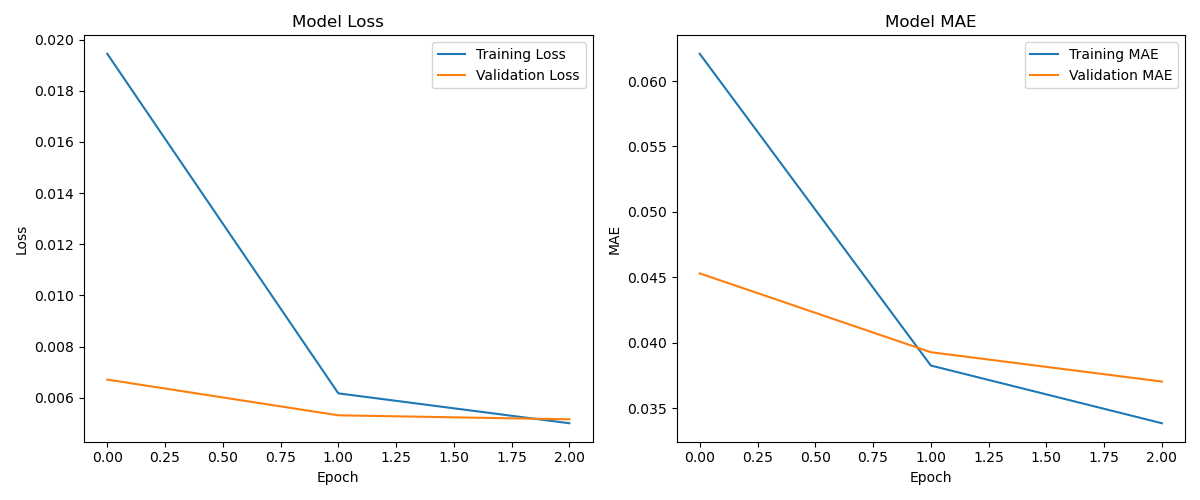 Model Loss
0.020
0.018
0.016
0.014
0.012
0.010
0.008
0.006
Loss
Training Loss
Validation Loss
0.00 0.25 0.50 0.75 1.00 1.25 1.50 1.75 2.00
Epoch
Model MAE
0.060
0.055
0.050
0.045
0.040
0.035
MAE
Training MAE
Validation MAE
0.00 0.25 0.50 0.75 1.00 1.25 1.50 1.75 2.00
Epoch